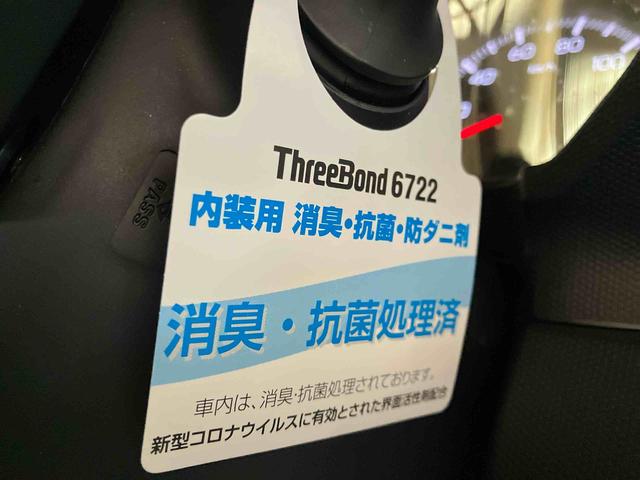 ThreeBond 6722
内装用 消臭・抗菌・防ダニ剤
消臭・抗菌処理済
車内は、消臭・抗菌処理されております。
新型コロナウイルスに有効とされた界面活性剤配合
PASS
60
80
100